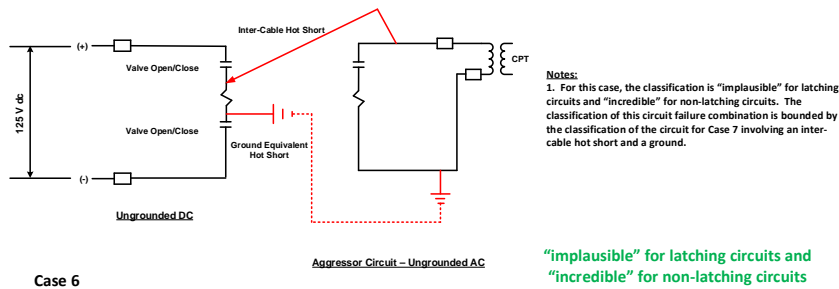 Inter-Cable Hot Short
(+)
CPT
Valve Open/Close
Notes:
1. For this case, the classification is “implausible” for latching
circuits and “incredible” for non-latching circuits. The
classification of this circuit failure combination is bounded by
the classification of the circuit for Case 7 involving an inter-
cable hot short and a ground.
125 V dc
Valve Open/Close
Ground Equivalent
Hot Short
(-)
Ungrounded DC
Aggressor Circuit – Ungrounded AC
“implausible” for latching circuits and
“incredible” for non-latching circuits
Case 6